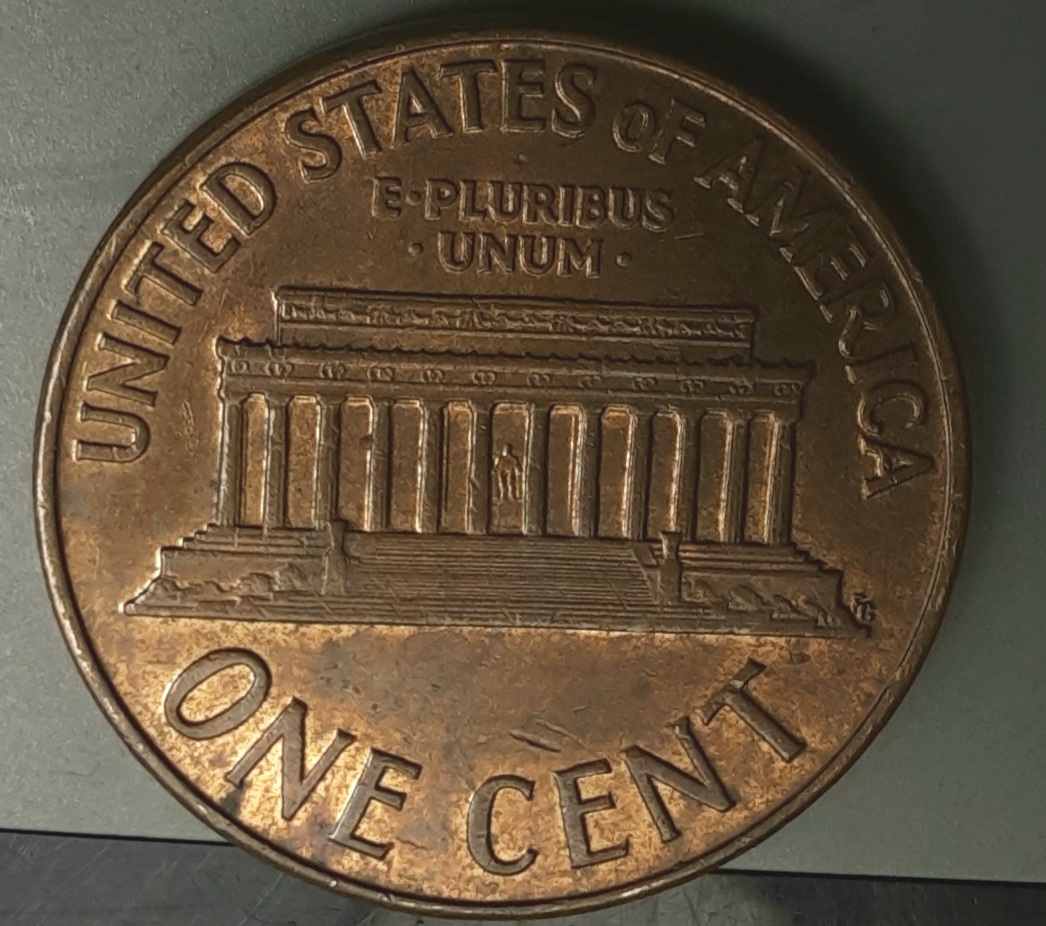 UNITED STATES OF AMERICA
E·PLURIBUS
·UNUM·
ONE CENT